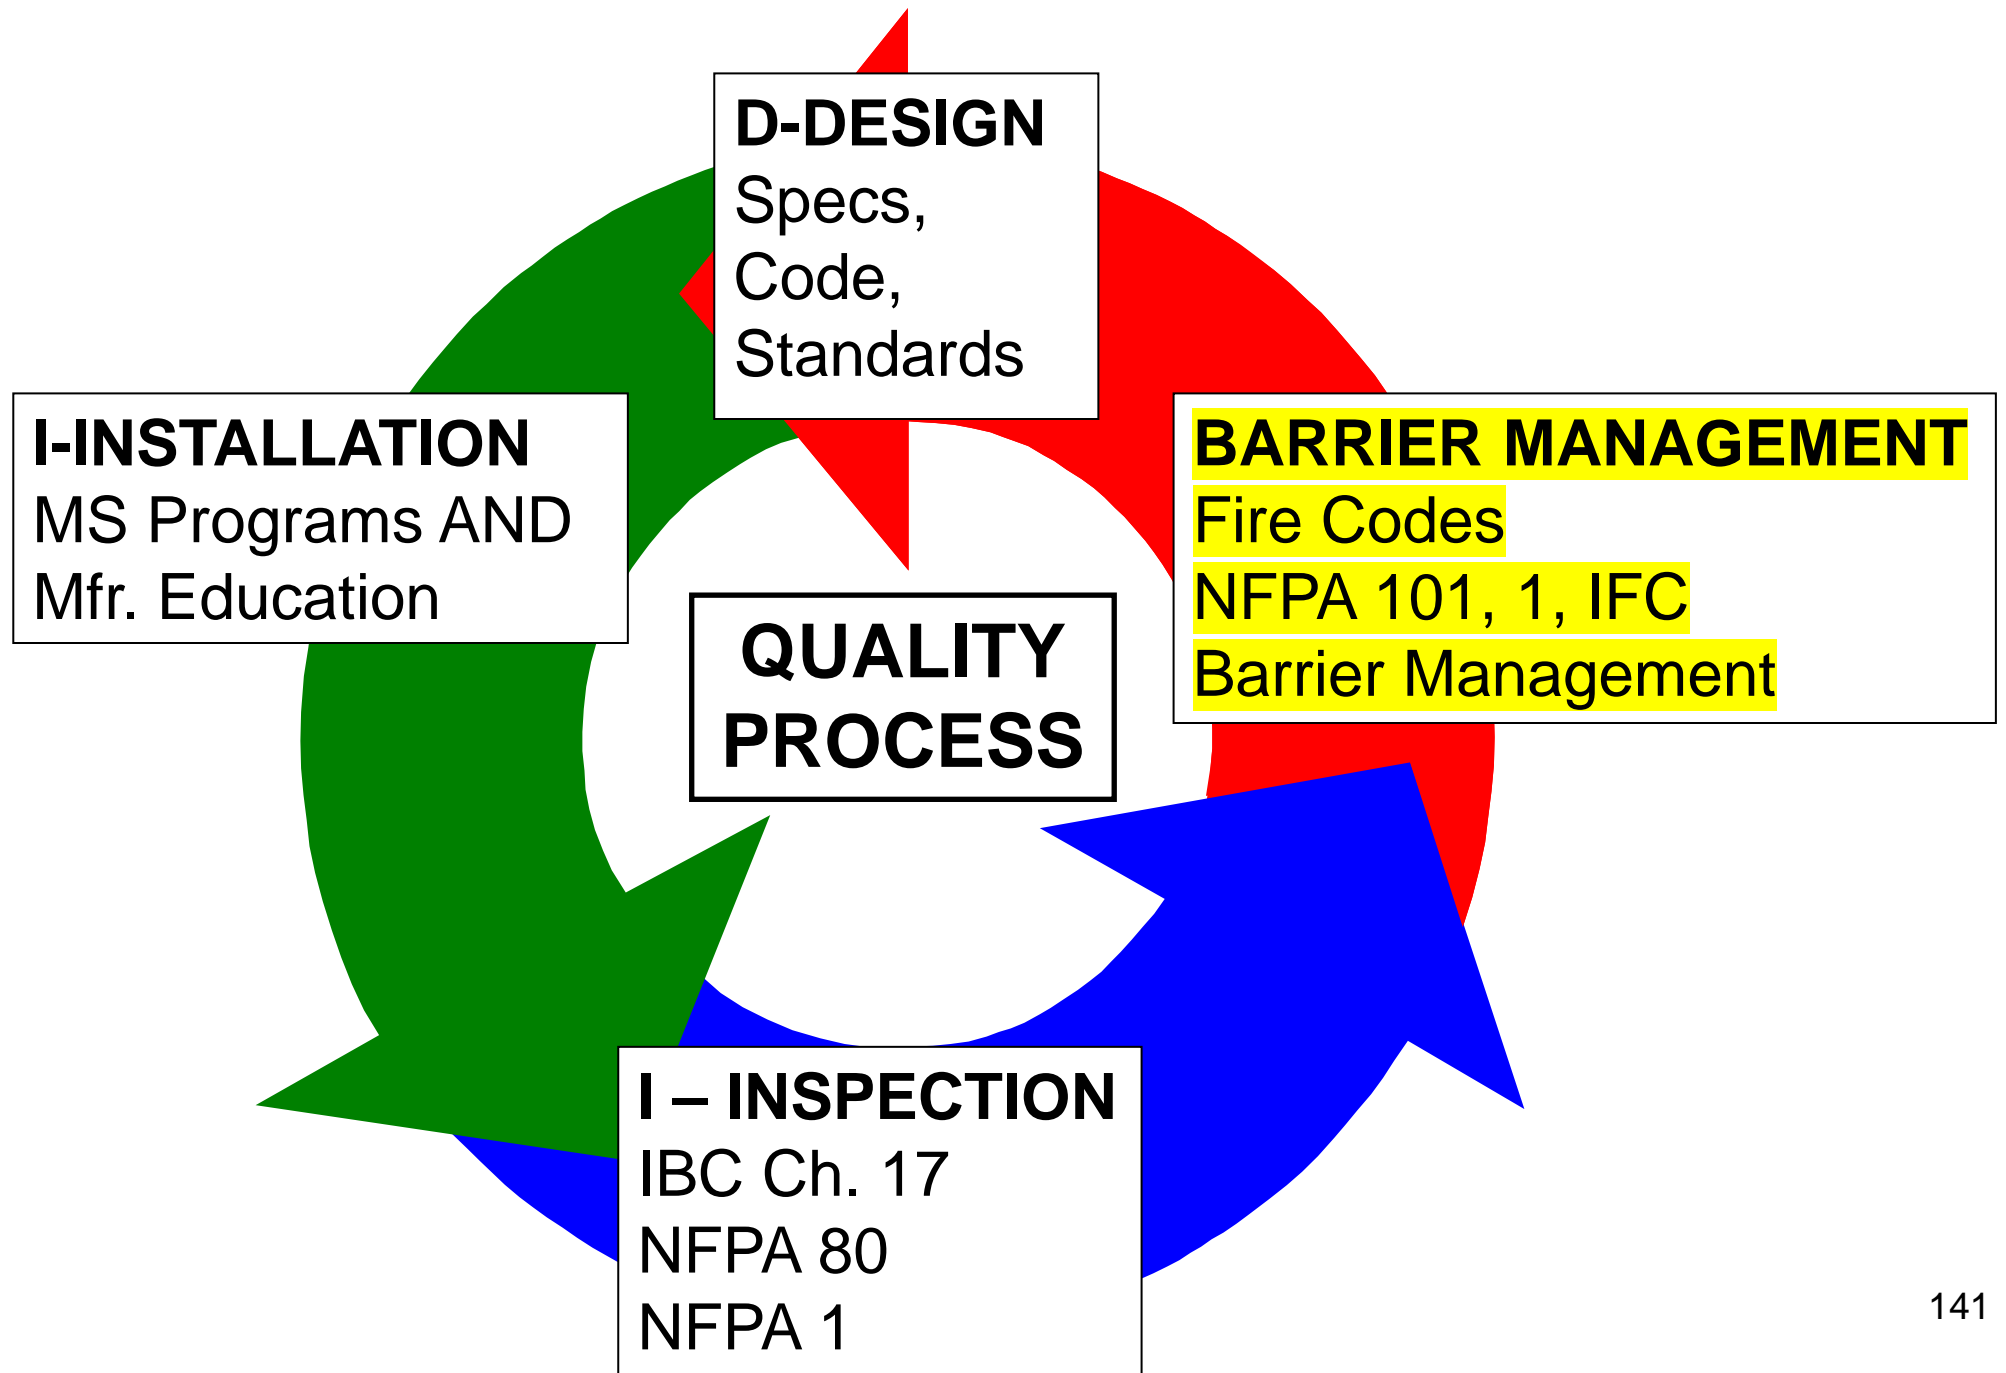 D-DESIGN
Specs,
Code,
Standards
I-INSTALLATION
MS Programs AND
Mfr. Education
BARRIER MANAGEMENT
Fire Codes
NFPA 101, 1, IFC
Barrier Management
QUALITY
PROCESS
I – INSPECTION
IBC Ch. 17
NFPA 80
NFPA 1
141